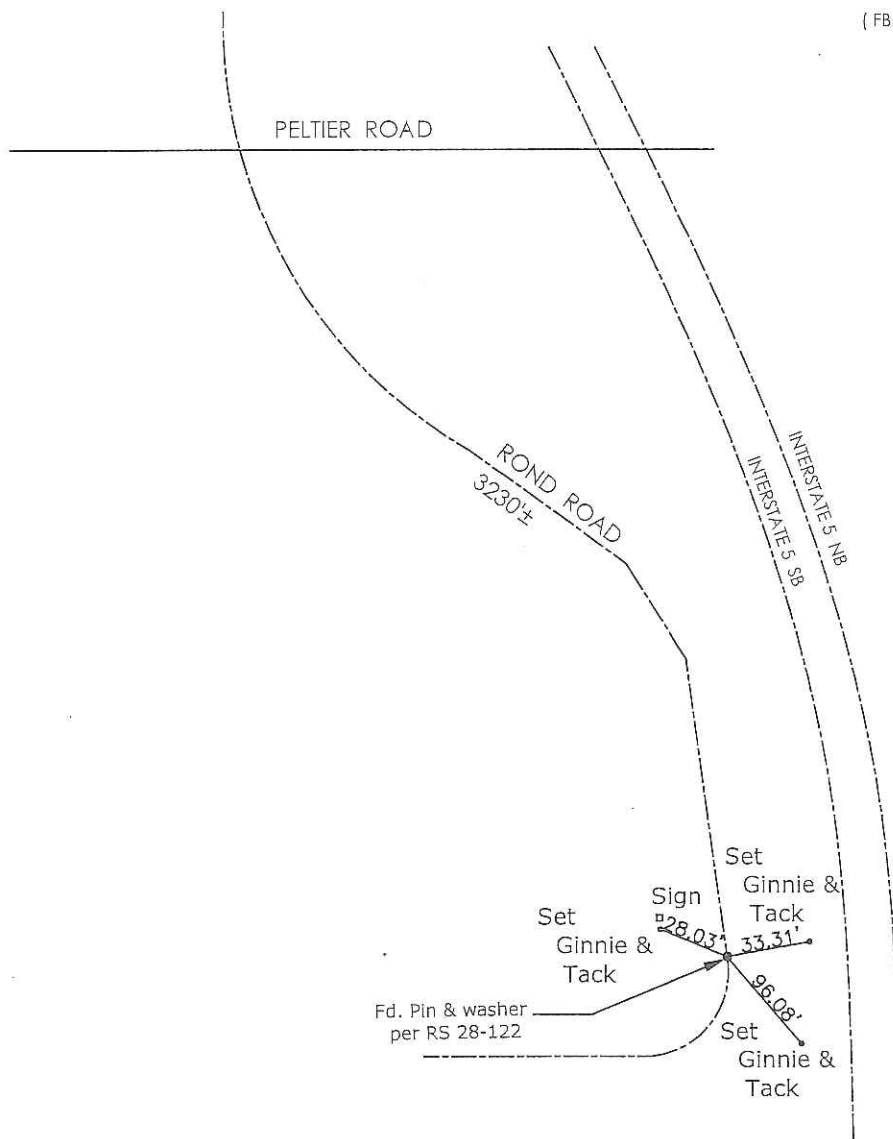 ( FB
PELTIER ROAD
ROND ROAD
3230'±
INTERSTATE 5 SB
INTERSTATE 5 NB
Set
Ginnie &
Tack
Sign
28.03'
33.31'
Set
Ginnie &
Tack
96.08'
Fd. Pin & washer
per RS 28-122
Set
Ginnie &
Tack